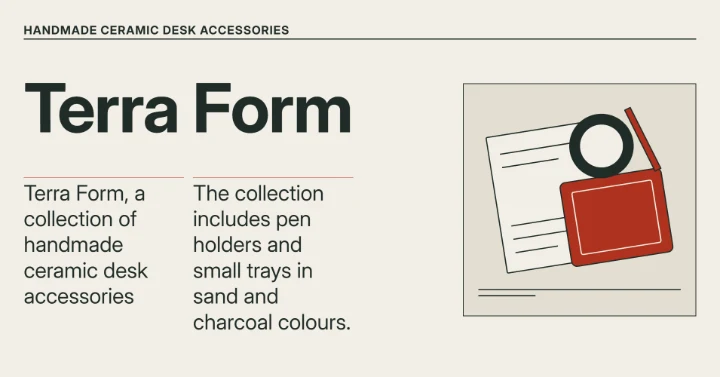 HANDMADE CERAMIC DESK ACCESSORIES
Terra Form
Terra Form, a
collection of
handmade
ceramic desk
accessories
The collection
includes pen
holders and
small trays in
sand and
charcoal colours.